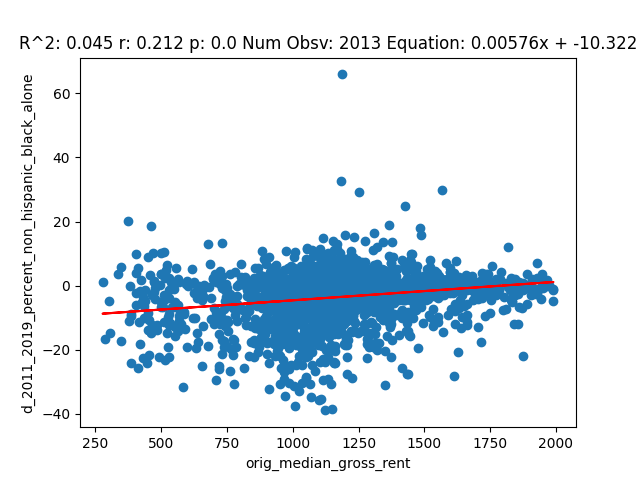 R^2: 0.045 r: 0.212 p: 0.0 Num Obsv: 2013 Equation: 0.00576x + -10.322
d_2011_2019_percent_non_hispanic_black_alone
60
40
20
0
−20
−40
250 500 750 1000 1250 1500 1750 2000
orig_median_gross_rent